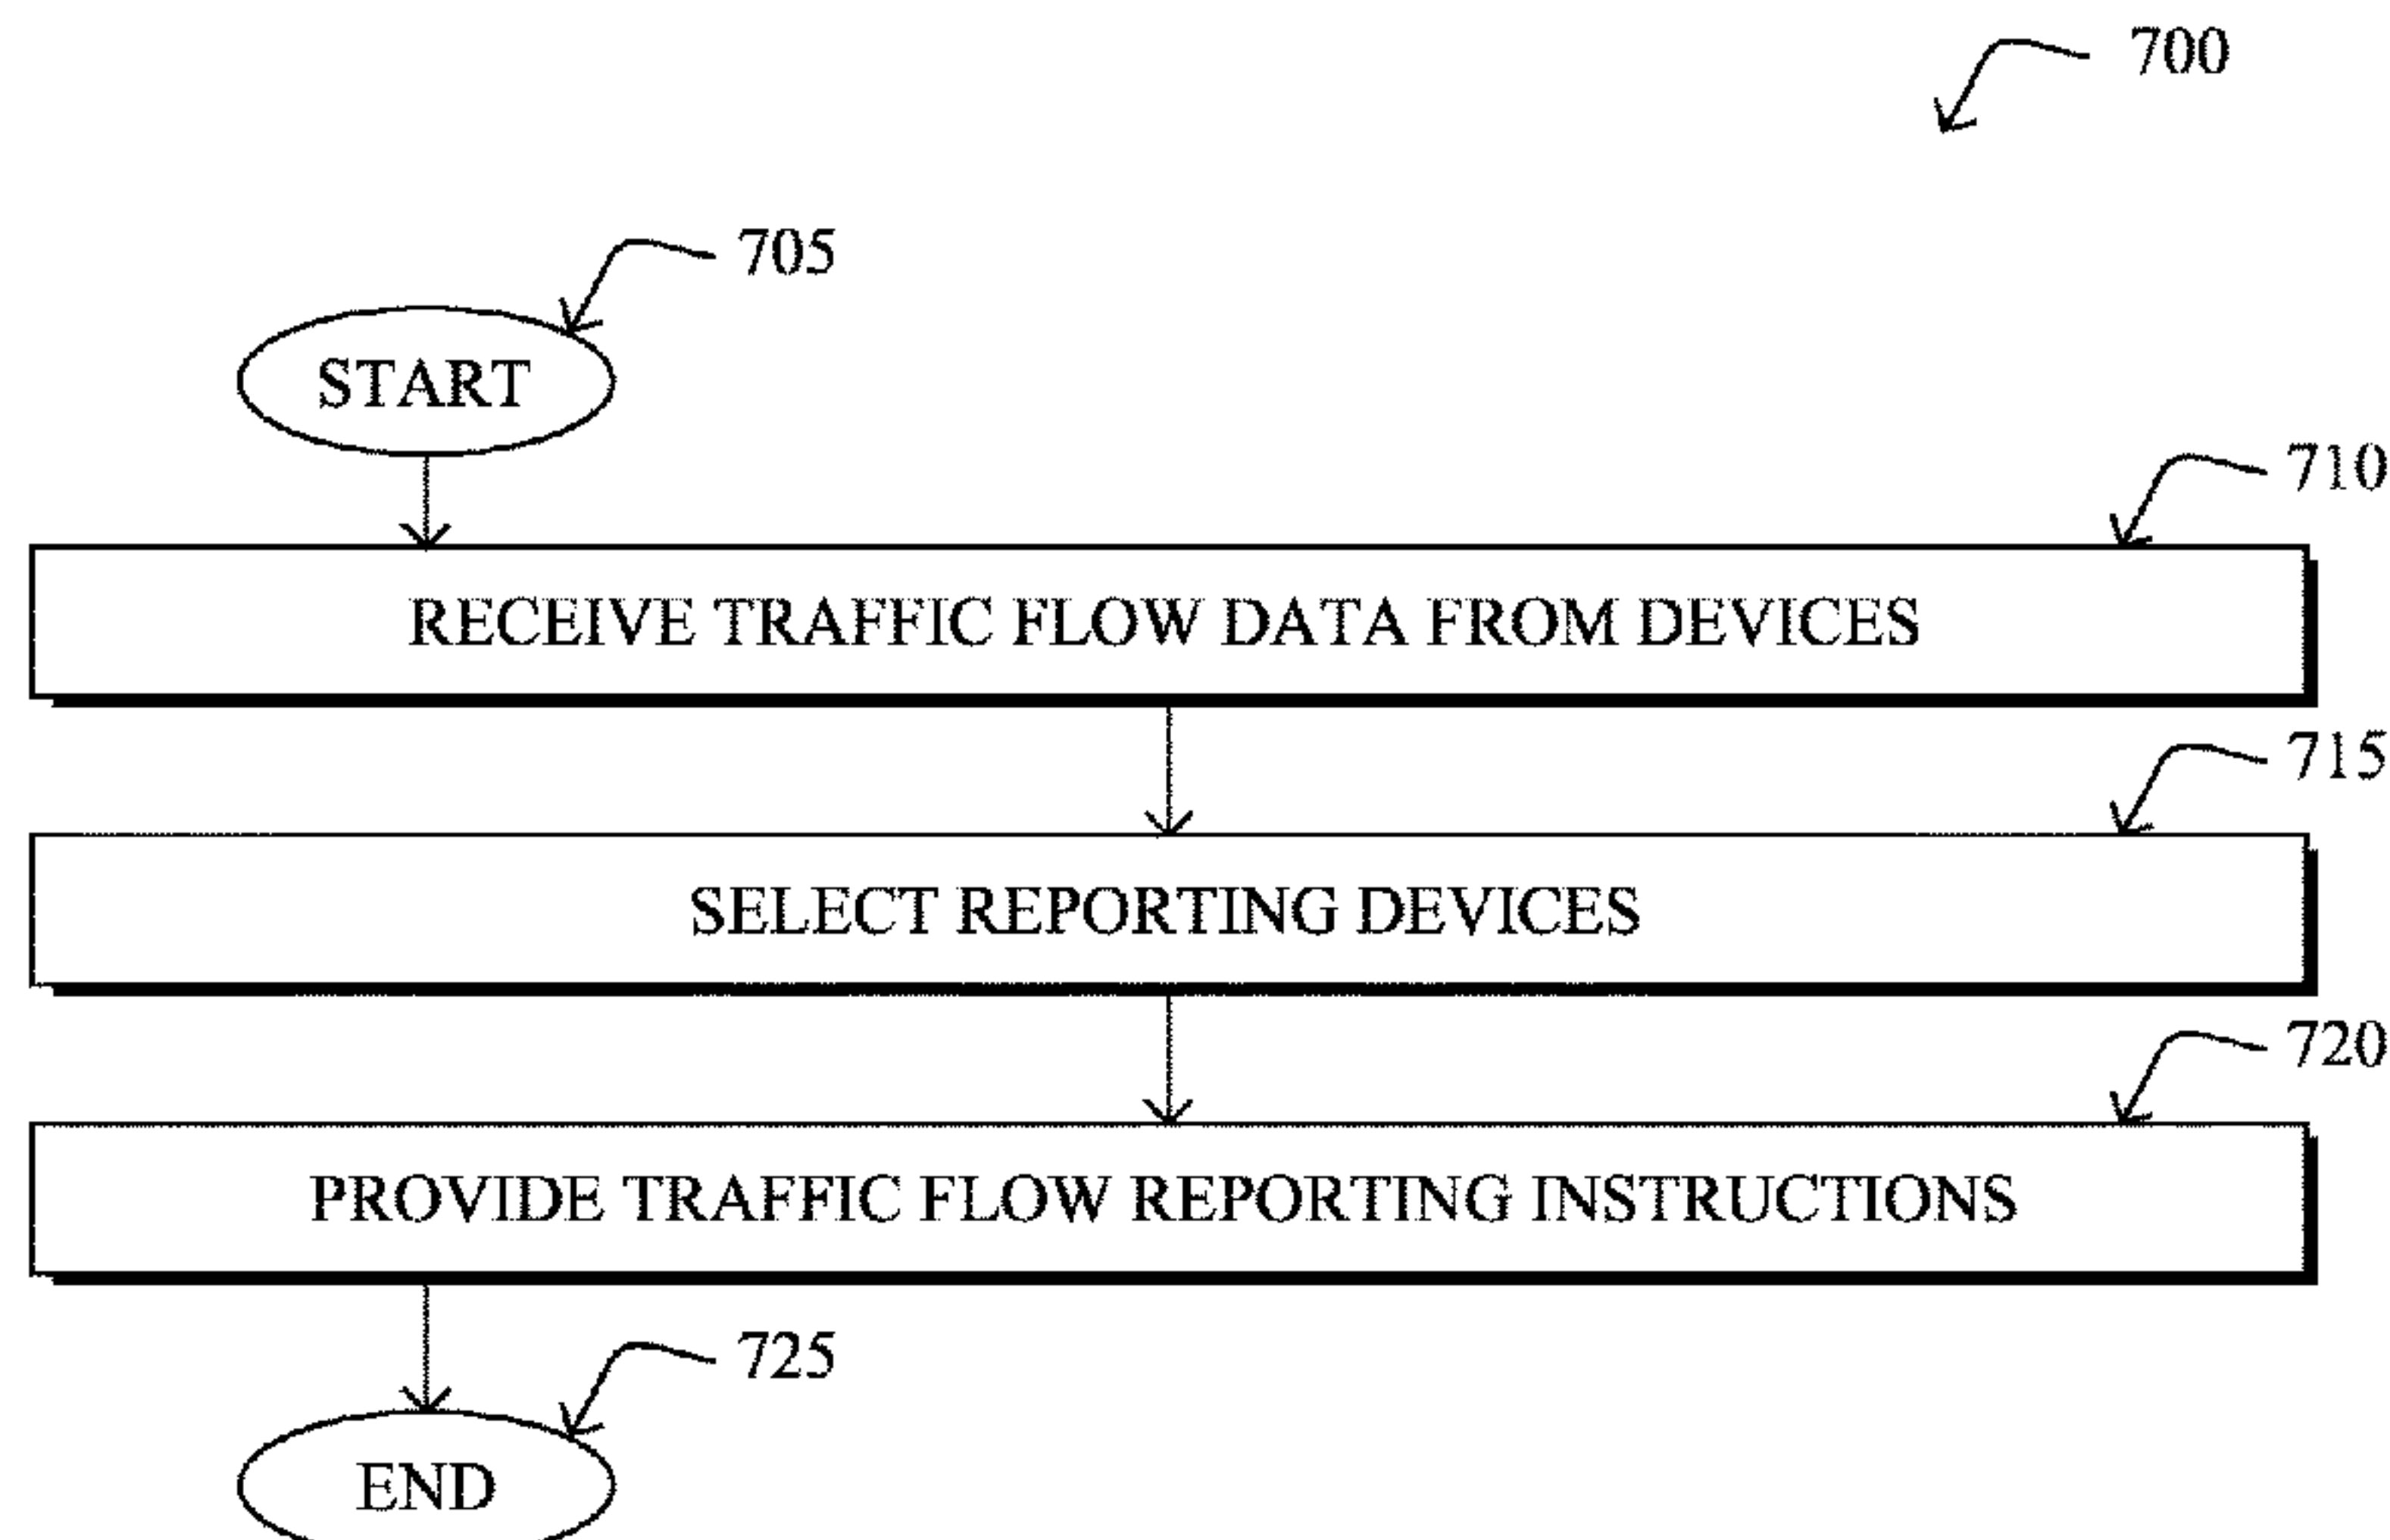 700
705
START
710
RECEIVE TRAFFIC FLOW DATA FROM DEVICES
715
SELECT REPORTING DEVICES
720
PROVIDE TRAFFIC FLOW REPORTING INSTRUCTIONS
725
END